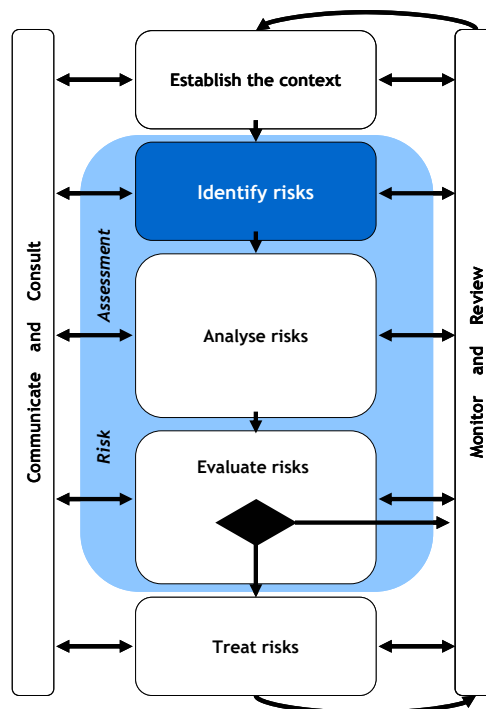 Establish the context
Identify risks
Analyse risks
Evaluate risks
Treat risks
Communicate and Consult
Risk Assessment
Monitor and Review